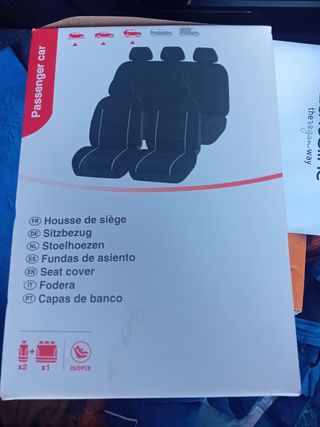 Passenger car
FR Housse de siège
DE Sitzbezug
NL Stoelhoezen
ES Fundas de asiento
EN Seat cover
IT Fodera
PT Capas de banco
x2 + x1 ISOFIX
the vegan way